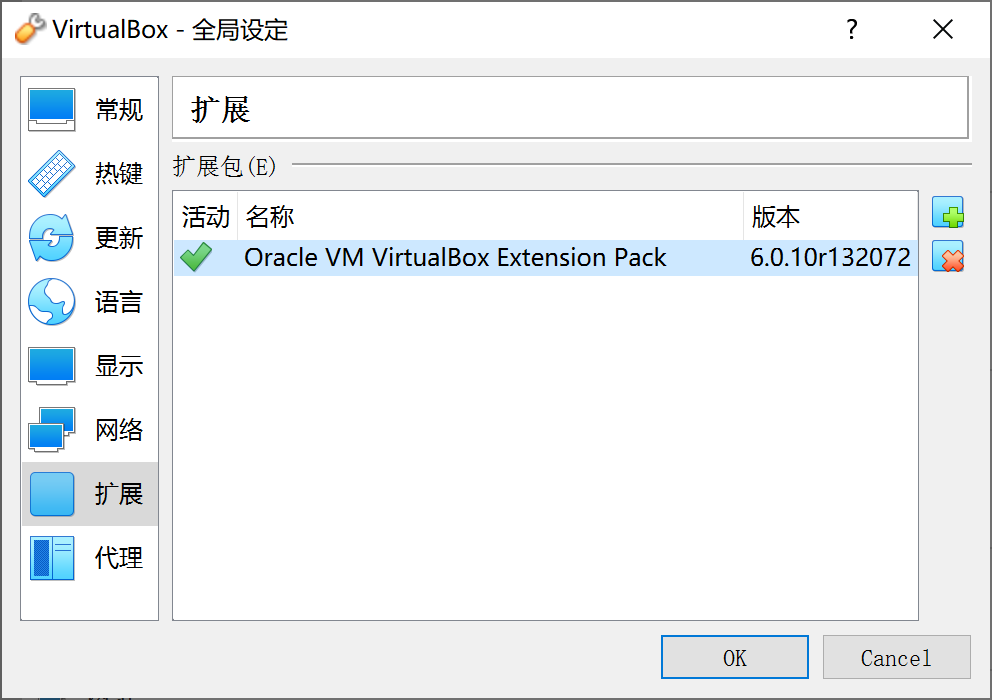 VirtualBox - 全局设定
?
常规
热键
更新
语言
显示
网络
扩展
代理
扩展
扩展包(E)
活动 名称 版本
Oracle VM VirtualBox Extension Pack 6.0.10r132072
OK Cancel